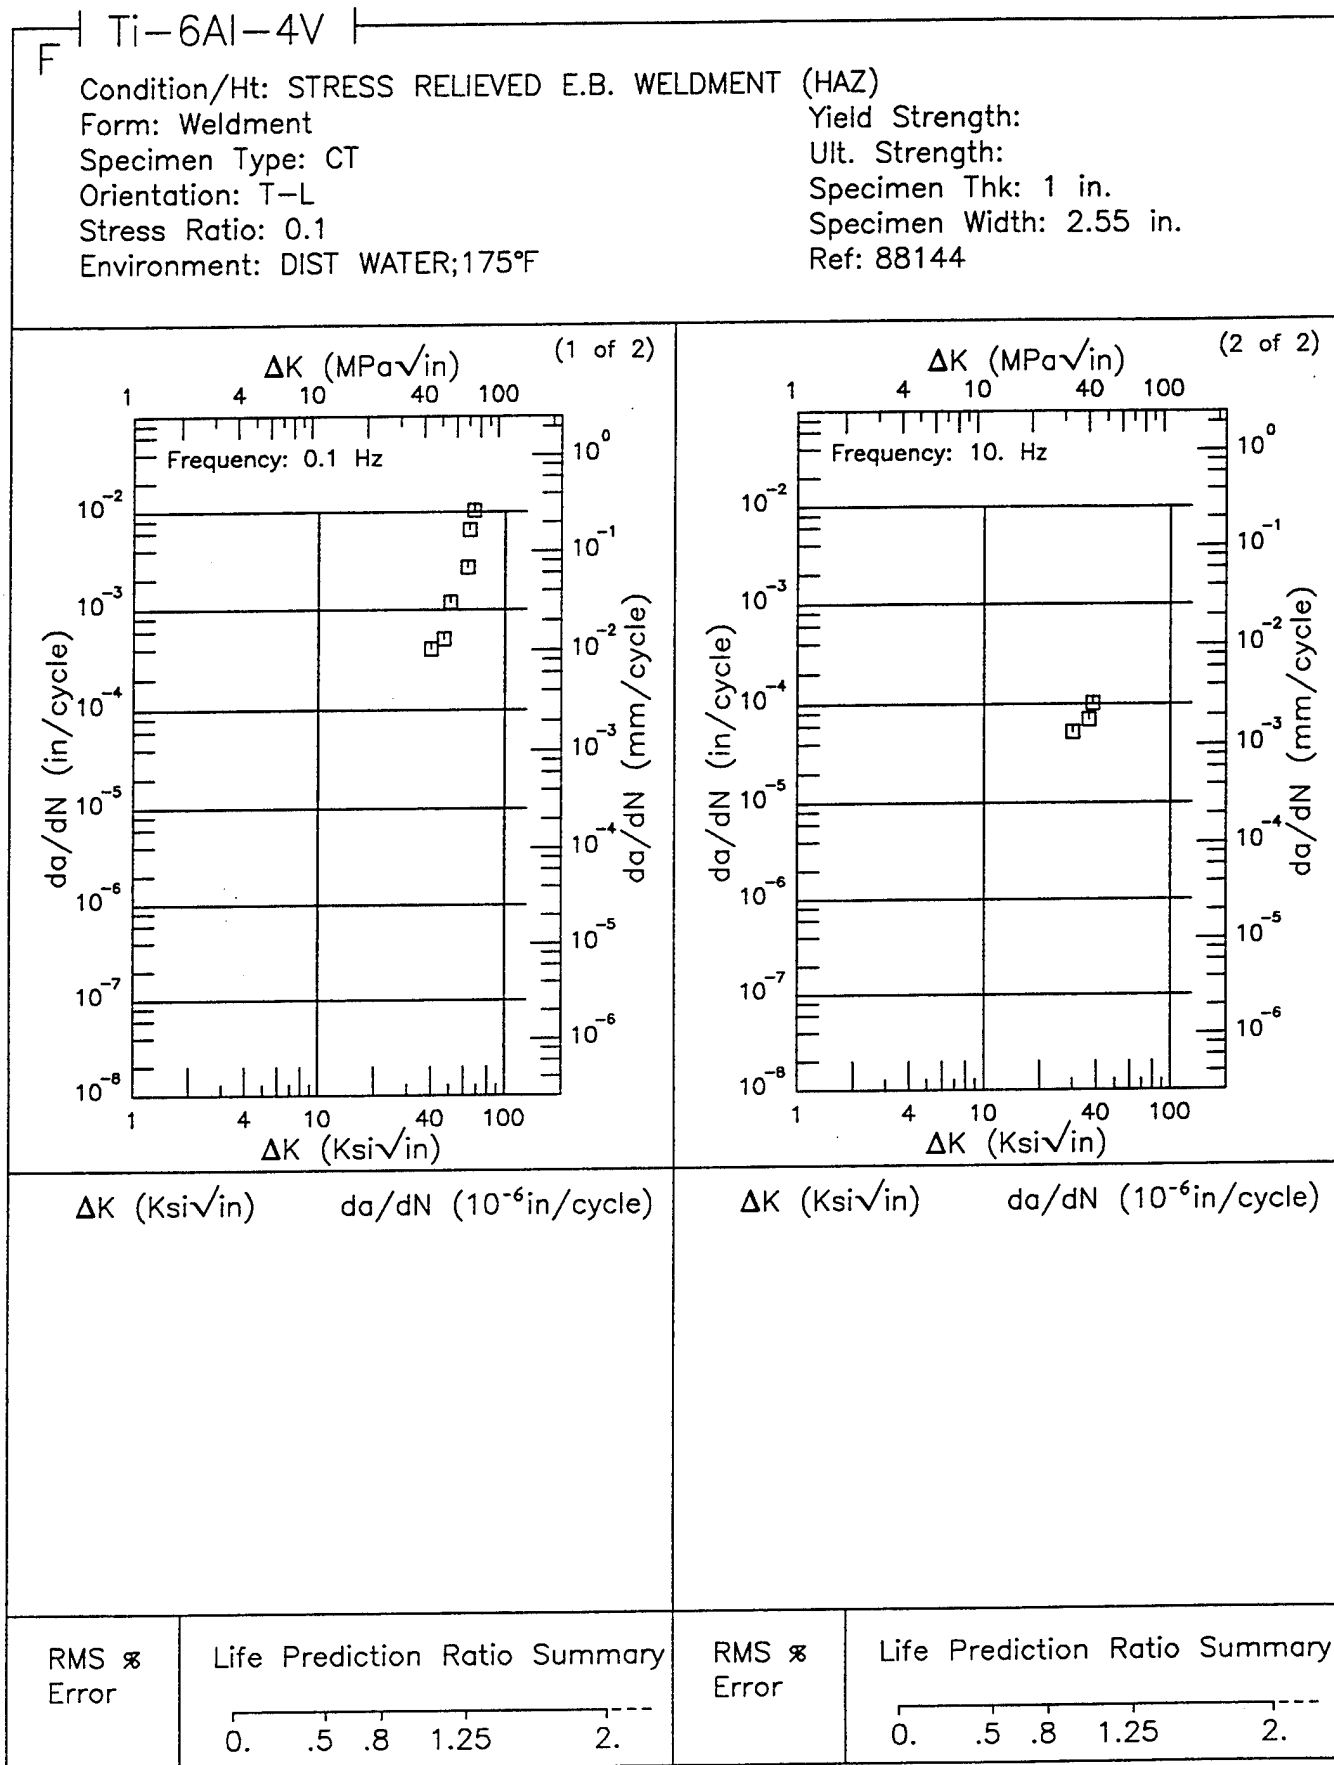 Ti-6Al-4V
F
Condition/Ht: STRESS RELIEVED E.B. WELDMENT (HAZ)
Form: Weldment
Specimen Type: CT
Orientation: T-L
Stress Ratio: 0.1
Environment: DIST WATER;175°F
Yield Strength:
Ult. Strength:
Specimen Thk: 1 in.
Specimen Width: 2.55 in.
Ref: 88144
(1 of 2)
ΔK (MPa√in)
1 4 10 40 100
Frequency: 0.1 Hz
da/dN (in/cycle)
10⁻²
10⁻³
10⁻⁴
10⁻⁵
10⁻⁶
10⁻⁷
10⁻⁸
10⁰
10⁻¹
10⁻²
10⁻³
10⁻⁴
10⁻⁵
10⁻⁶
da/dN (mm/cycle)
1 4 10 40 100
ΔK (Ksi√in)
(2 of 2)
ΔK (MPa√in)
1 4 10 40 100
Frequency: 10. Hz
da/dN (in/cycle)
10⁻²
10⁻³
10⁻⁴
10⁻⁵
10⁻⁶
10⁻⁷
10⁻⁸
10⁰
10⁻¹
10⁻²
10⁻³
10⁻⁴
10⁻⁵
10⁻⁶
da/dN (mm/cycle)
1 4 10 40 100
ΔK (Ksi√in)
ΔK (Ksi√in) da/dN (10⁻⁶in/cycle)
ΔK (Ksi√in) da/dN (10⁻⁶in/cycle)
RMS %
Error
Life Prediction Ratio Summary
0. .5 .8 1.25 2.
RMS %
Error
Life Prediction Ratio Summary
0. .5 .8 1.25 2.